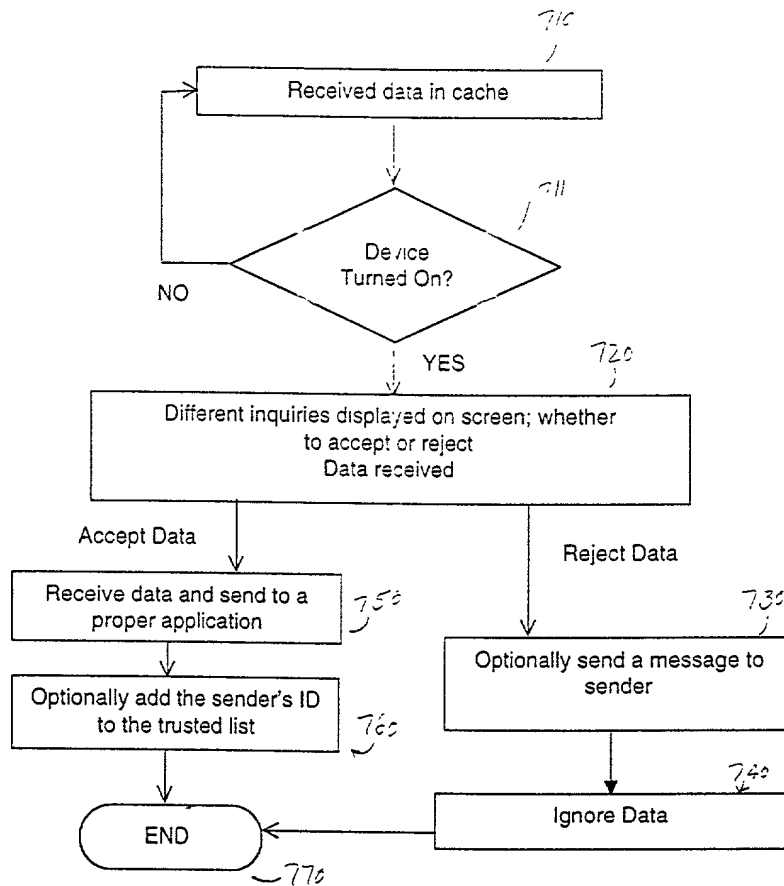 710
Received data in cache
711
Device
Turned On?
NO
YES
720
Different inquiries displayed on screen; whether
to accept or reject
Data received
Accept Data
Reject Data
Receive data and send to a
proper application
750
730
Optionally send a message to
sender
Optionally add the sender's ID
to the trusted list
760
740
Ignore Data
END
770